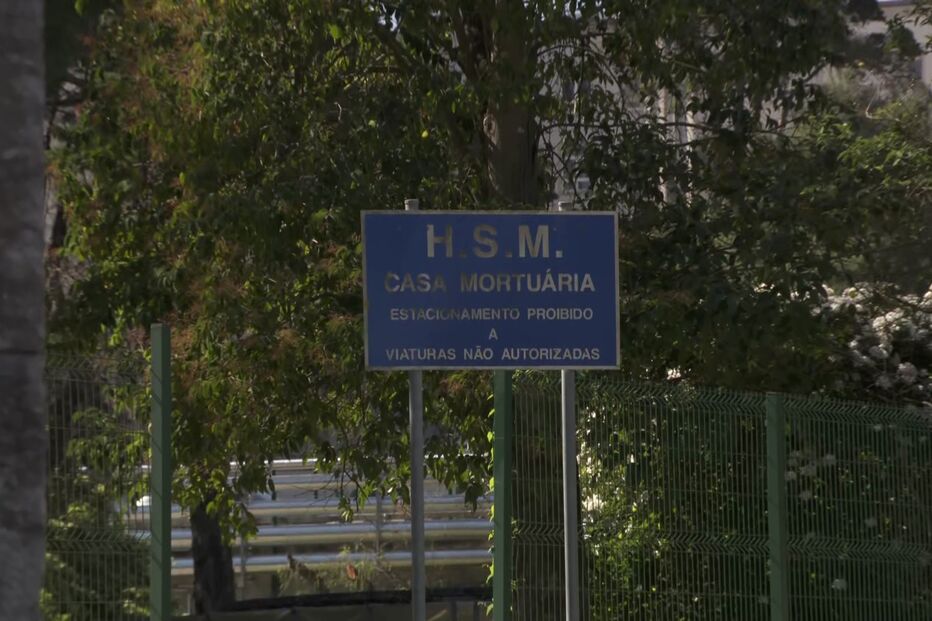 H.S.M.
CASA MORTUÁRIA
ESTACIONAMENTO PROIBIDO
A
VIATURAS NÃO AUTORIZADAS